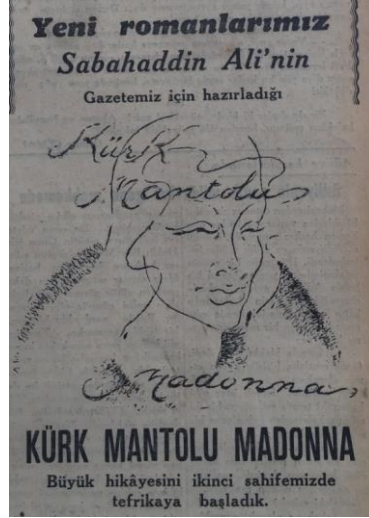 Yeni romanlarımız
Sabahaddin Ali'nin
Gazetemiz için hazırladığı
Kürk
Mantolu
Madonna
KÜRK MANTOLU MADONNA
Büyük hikâyesini ikinci sahifemizde
tefrikaya başladık.